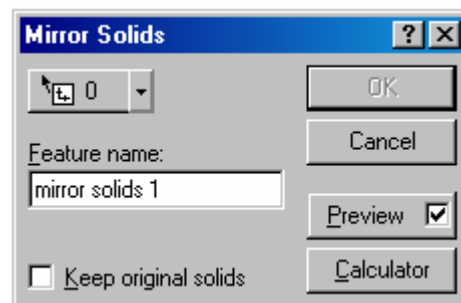 Mirror Solids
0
OK
Cancel
Feature name:
mirror solids 1
Preview
Keep original solids
Calculator